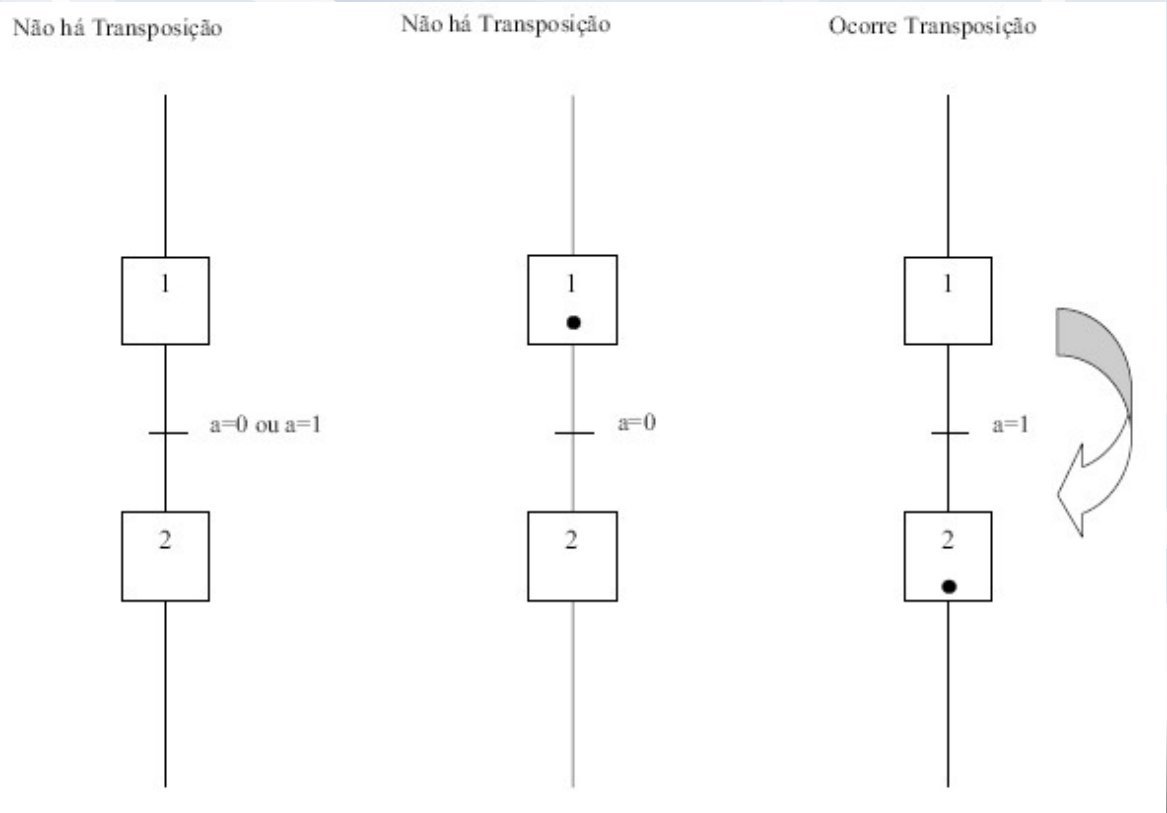 Não há Transposição
Não há Transposição
Ocorre Transposição
1
1
1
a=0 ou a=1
a=0
a=1
2
2
2